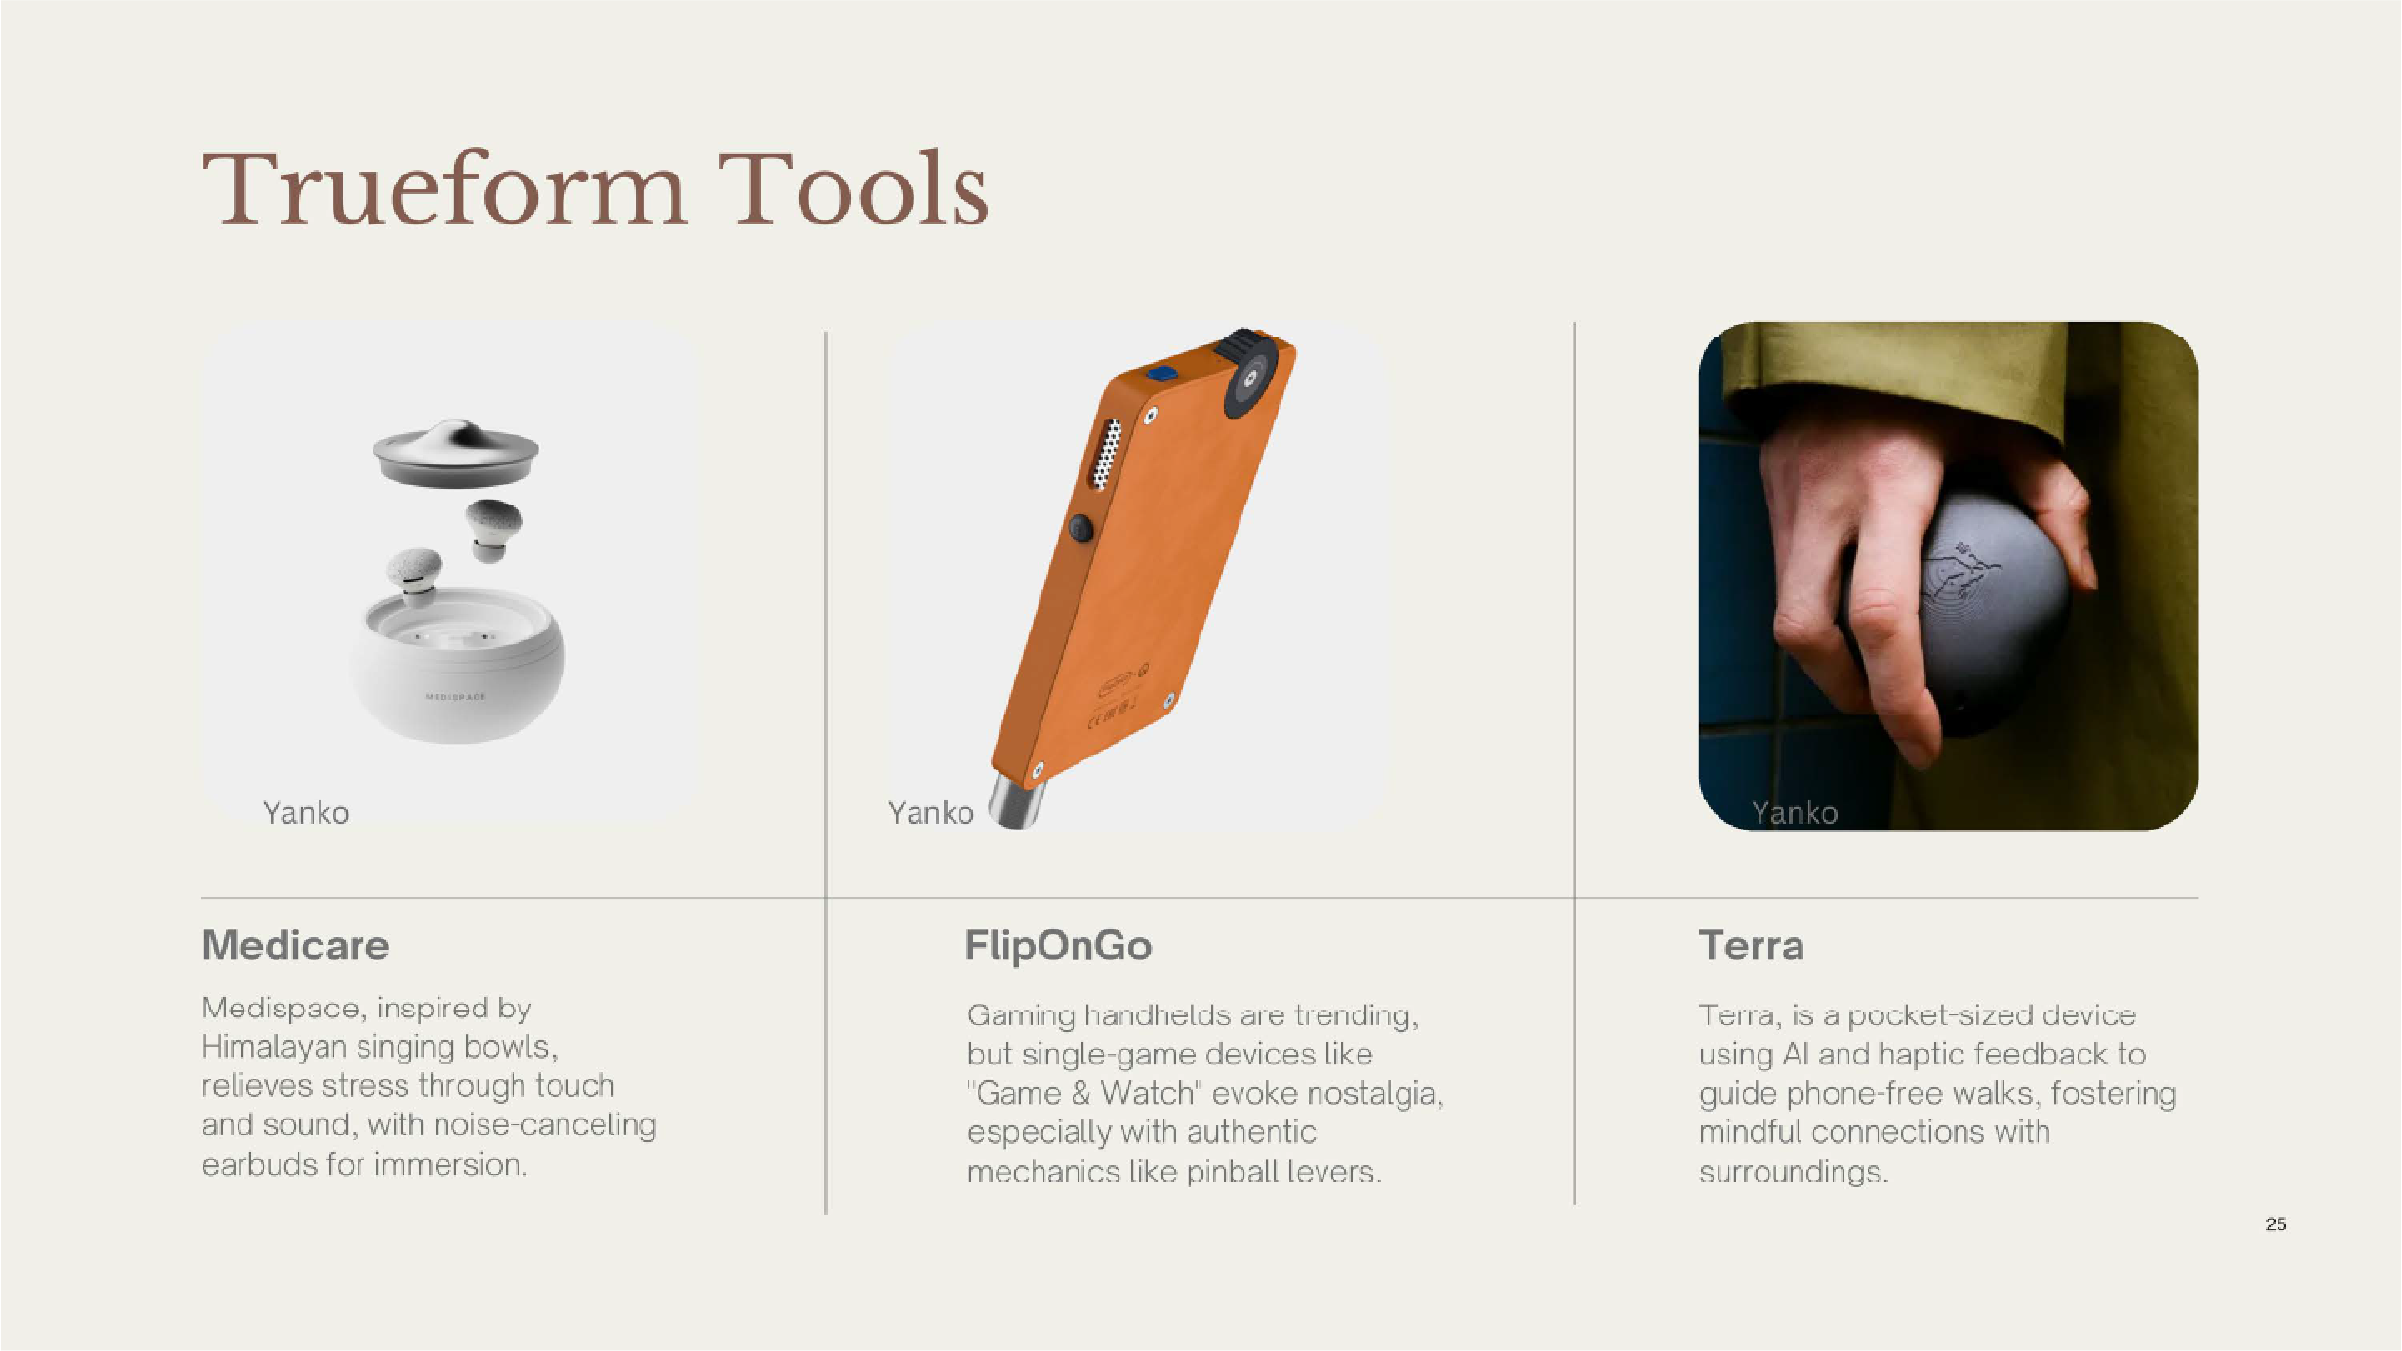 Trueform Tools
MEDISPACE
Yanko
Yanko
Yanko
Medicare
Medispace, inspired by
Himalayan singing bowls,
relieves stress through touch
and sound, with noise-canceling
earbuds for immersion.
FlipOnGo
Gaming handhelds are trending,
but single-game devices like
"Game & Watch" evoke nostalgia,
especially with authentic
mechanics like pinball levers.
Terra
Terra, is a pocket-sized device
using AI and haptic feedback to
guide phone-free walks, fostering
mindful connections with
surroundings.
25